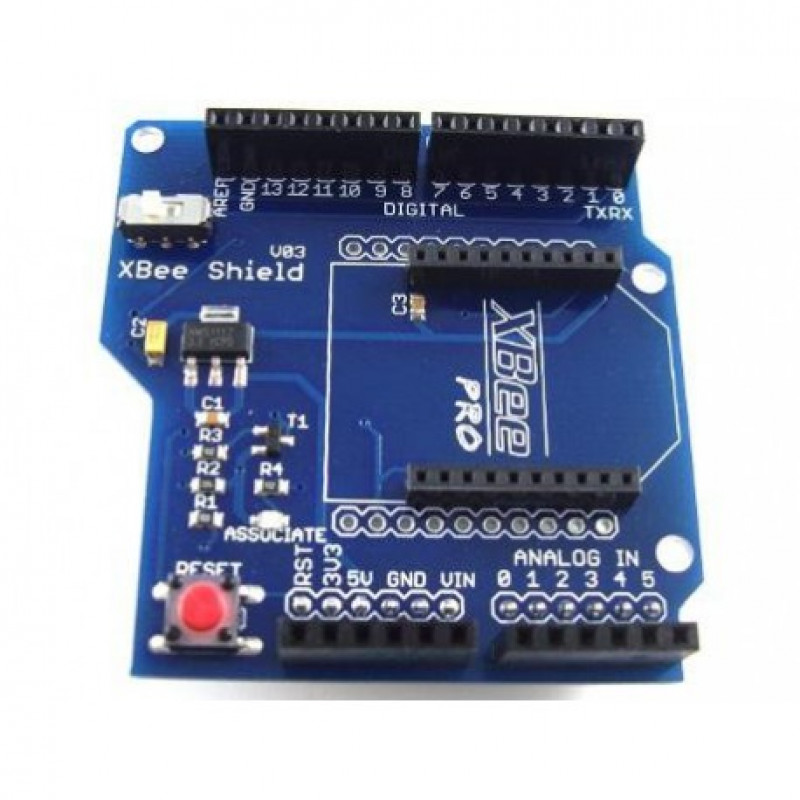 AREF GND 13 12 11 10 9 8 7 6 5 4 3 2 1 0
DIGITAL
TXRX
V03
XBee Shield
C2
C3
XBee
PRO
C1
T1
R3
R2
R4
R1
ASSOCIATE
RESET
RST 3V3 5V GND VIN
ANALOG IN
0 1 2 3 4 5